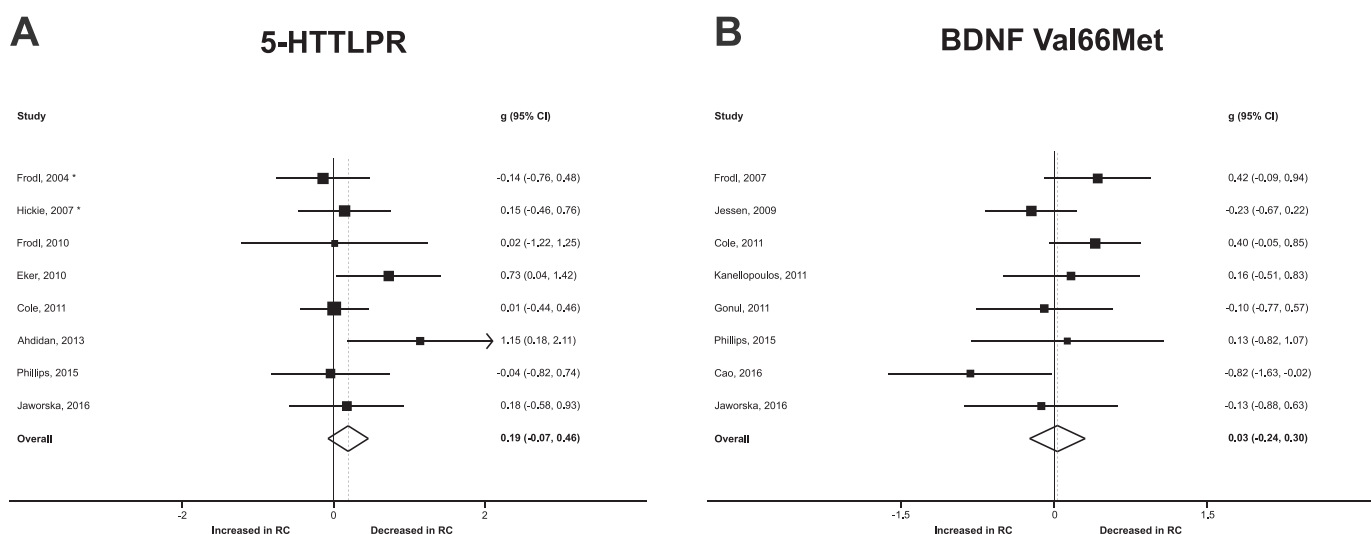 A
5-HTTLPR
Study g (95% CI)
Frodl, 2004 * -0.14 (-0.76, 0.48)
Hickie, 2007 * 0.15 (-0.46, 0.76)
Frodl, 2010 0.02 (-1.22, 1.25)
Eker, 2010 0.73 (0.04, 1.42)
Cole, 2011 0.01 (-0.44, 0.46)
Ahdidan, 2013 1.15 (0.18, 2.11)
Phillips, 2015 -0.04 (-0.82, 0.74)
Jaworska, 2016 0.18 (-0.58, 0.93)
Overall 0.19 (-0.07, 0.46)
-2 0 2
Increased in RC Decreased in RC
B
BDNF Val66Met
Study g (95% CI)
Frodl, 2007 0.42 (-0.09, 0.94)
Jessen, 2009 -0.23 (-0.67, 0.22)
Cole, 2011 0.40 (-0.05, 0.85)
Kanellopoulos, 2011 0.16 (-0.51, 0.83)
Gonul, 2011 -0.10 (-0.77, 0.57)
Phillips, 2015 0.13 (-0.82, 1.07)
Cao, 2016 -0.82 (-1.63, -0.02)
Jaworska, 2016 -0.13 (-0.88, 0.63)
Overall 0.03 (-0.24, 0.30)
-1.5 0 1.5
Increased in RC Decreased in RC